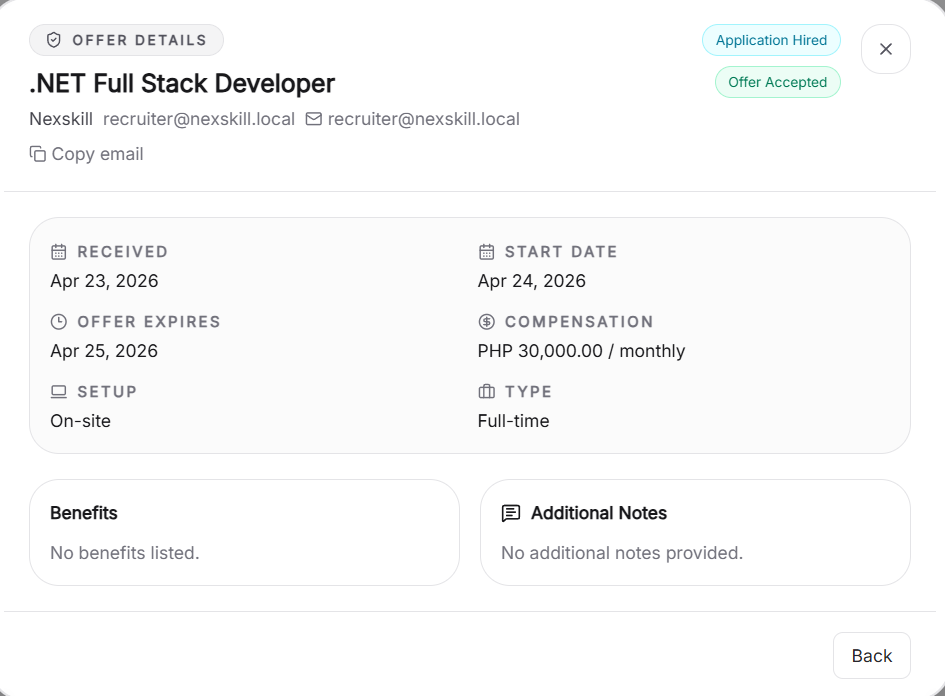 OFFER DETAILS
Application Hired
.NET Full Stack Developer
Offer Accepted
Nexskill recruiter@nexskill.local recruiter@nexskill.local
Copy email
RECEIVED
Apr 23, 2026
START DATE
Apr 24, 2026
OFFER EXPIRES
Apr 25, 2026
COMPENSATION
PHP 30,000.00 / monthly
SETUP
On-site
TYPE
Full-time
Benefits
No benefits listed.
Additional Notes
No additional notes provided.
Back